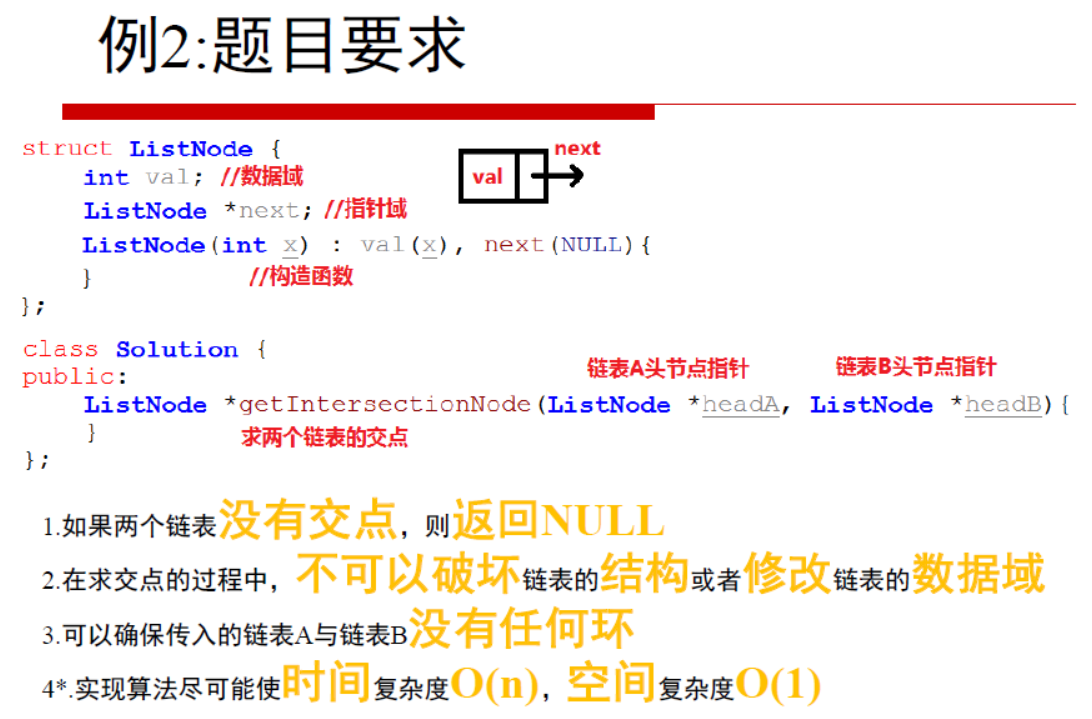 例2:题目要求
struct ListNode {
next
int val; //数据域
val
ListNode *next; //指针域
ListNode(int x) : val(x), next(NULL){
} //构造函数
};
class Solution {
public:
链表A头节点指针 链表B头节点指针
ListNode *getIntersectionNode(ListNode *headA, ListNode *headB){
} 求两个链表的交点
};
1.如果两个链表没有交点，则返回NULL
2.在求交点的过程中，不可以破坏链表的结构或者修改链表的数据域
3.可以确保传入的链表A与链表B没有任何环
4*.实现算法尽可能使时间复杂度O(n)，空间复杂度O(1)